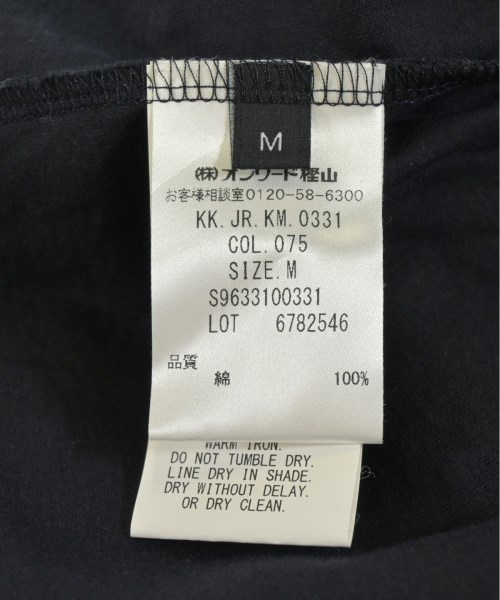 M
(株)オンワード樫山
お客様相談室0120-58-6300
KK. JR. KM. 0331
COL. 075
SIZE. M
S9633100331
LOT 6782546
品質
綿 100%
WARM IRON.
DO NOT TUMBLE DRY.
LINE DRY IN SHADE.
DRY WITHOUT DELAY.
OR DRY CLEAN.